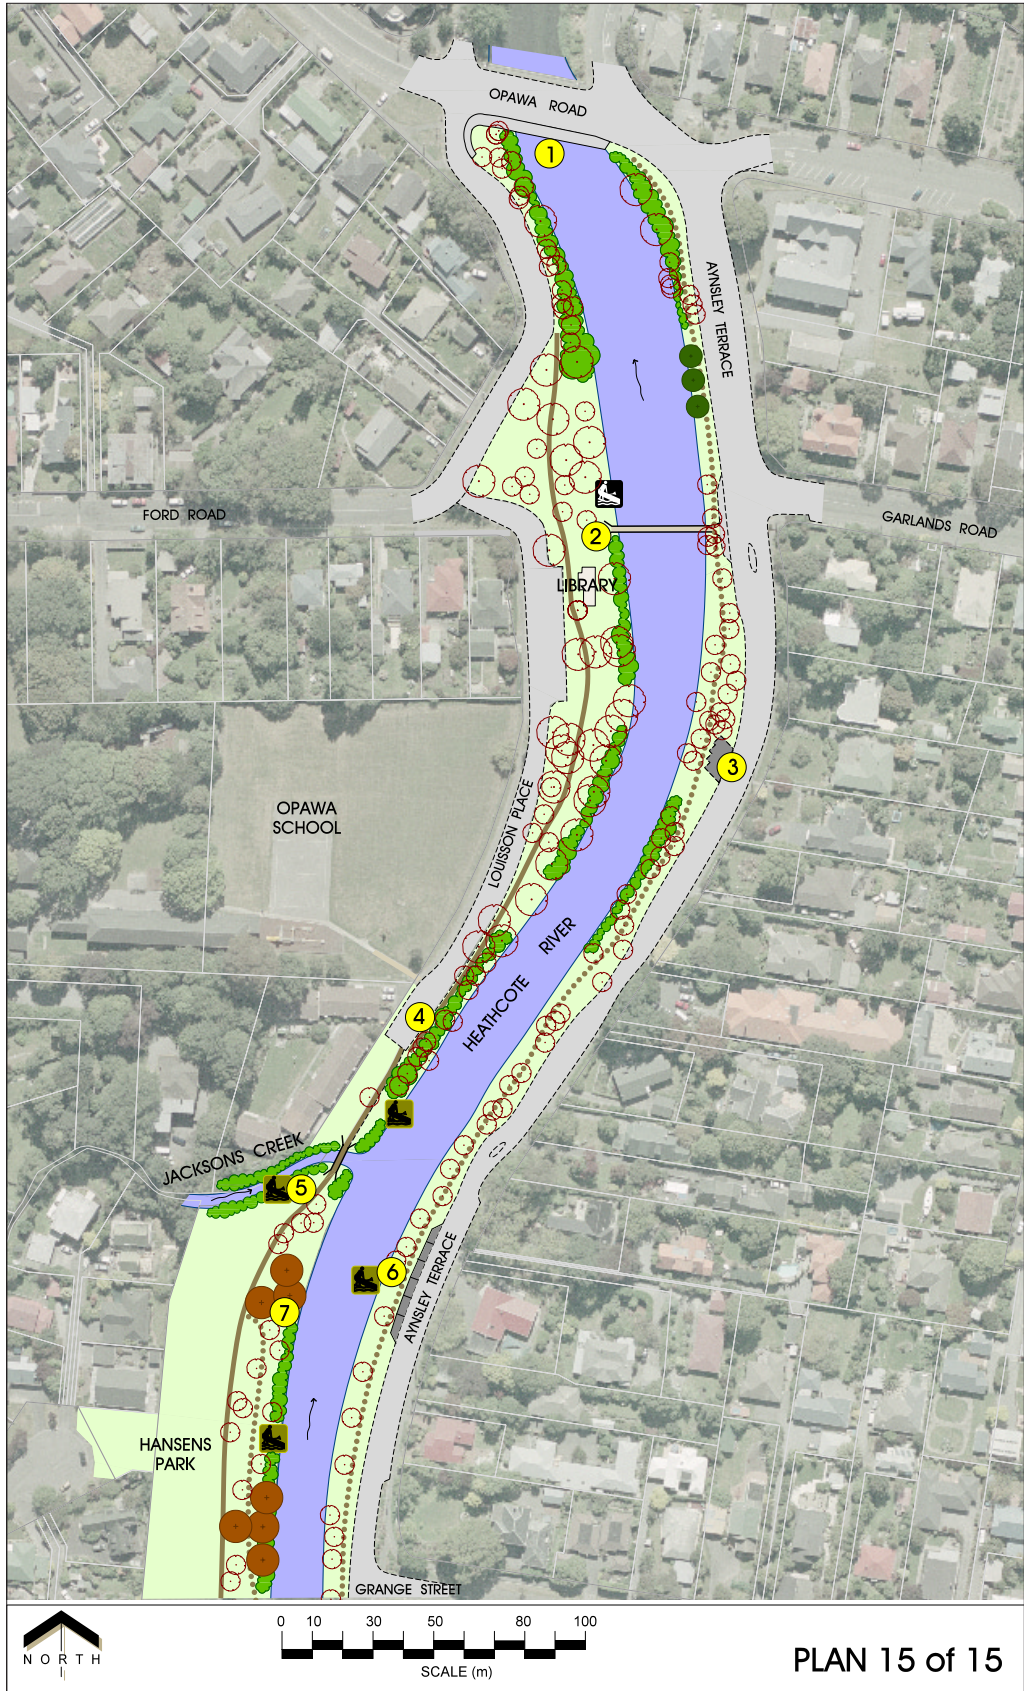 OPAWA ROAD
1
AYNSLEY TERRACE
FORD ROAD
GARLANDS ROAD
2
LIBRARY
3
OPAWA
SCHOOL
LOUISSON PLACE
HEATHCOTE RIVER
4
JACKSONS CREEK
5
6
AYNSLEY TERRACE
7
HANSENS
PARK
GRANGE STREET
NORTH
0 10 30 50 80 100
SCALE (m)
PLAN 15 of 15